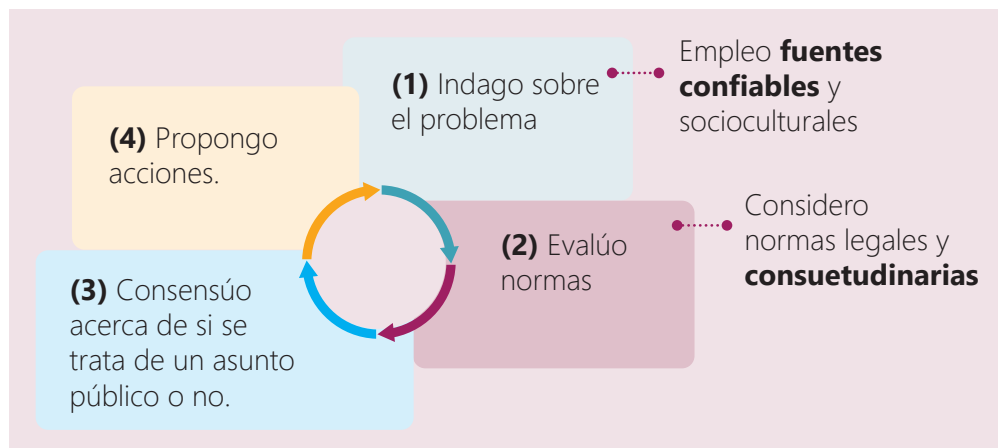 (1) Indago sobre
el problema
Empleo fuentes
confiables y
socioculturales
(2) Evalúo
normas
Considero
normas legales y
consuetudinarias
(3) Consensúo
acerca de si se
trata de un asunto
público o no.
(4) Propongo
acciones.